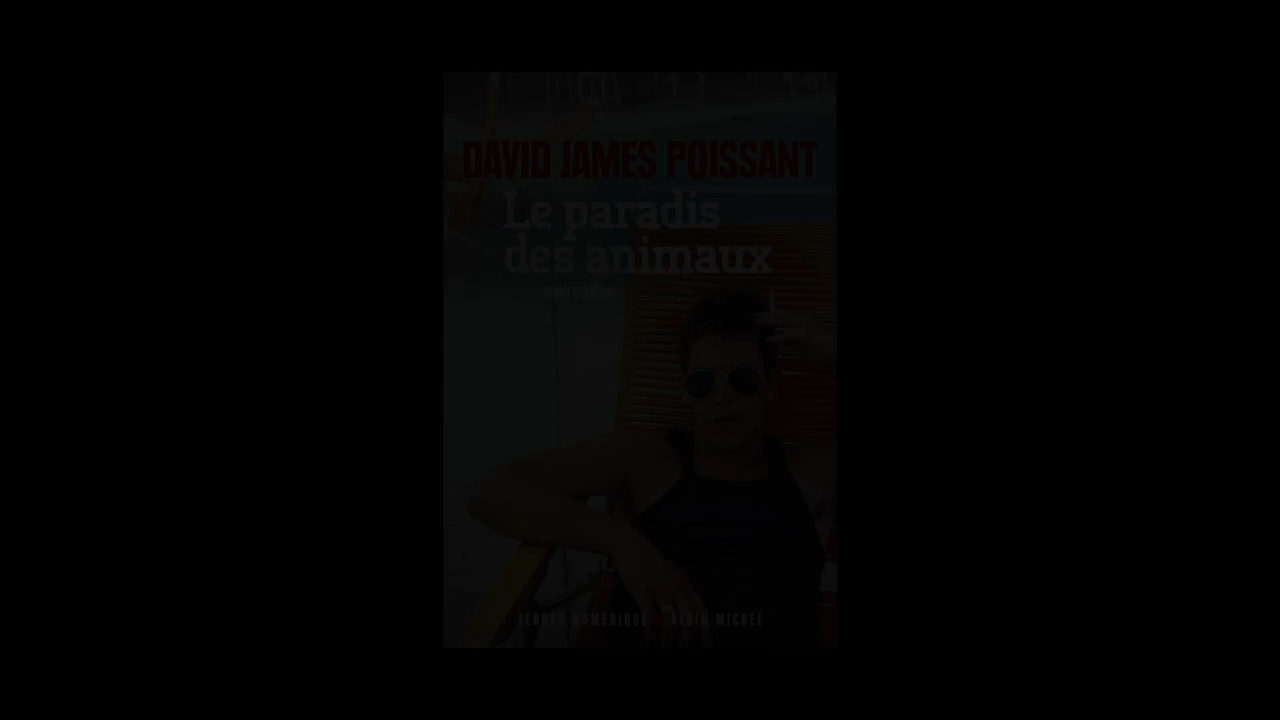 DAVID JAMES POISSANT
Le paradis
des animaux
nouvelles
TERRES D'AMÉRIQUE ALBIN MICHEL